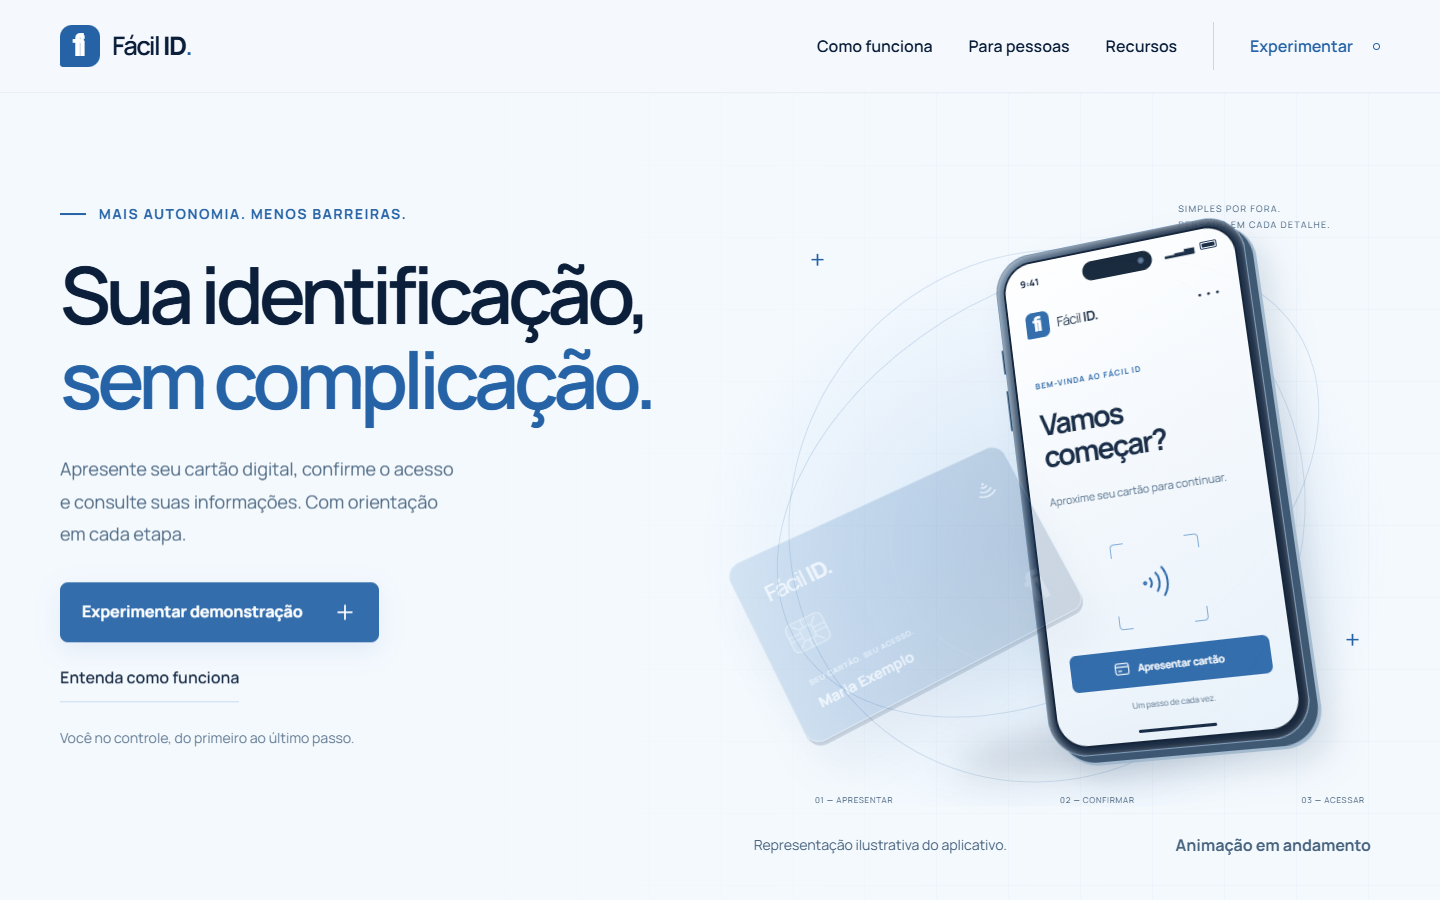 Fácil ID.
Como funciona
Para pessoas
Recursos
Experimentar
MAIS AUTONOMIA. MENOS BARREIRAS.
Sua identificação,
sem complicação.
Apresente seu cartão digital, confirme o acesso
e consulte suas informações. Com orientação
em cada etapa.
Experimentar demonstração
Entenda como funciona
Você no controle, do primeiro ao último passo.
SIMPLES POR FORA.
EM CADA DETALHE.
9:41
Fácil ID.
BEM-VINDA AO FÁCIL ID
Vamos
começar?
Aproxime seu cartão para continuar.
Apresentar cartão
Um passo de cada vez.
Fácil ID.
SEU CARTÃO. SEU ACESSO.
Maria Exemplo
01 — APRESENTAR
02 — CONFIRMAR
03 — ACESSAR
Representação ilustrativa do aplicativo.
Animação em andamento